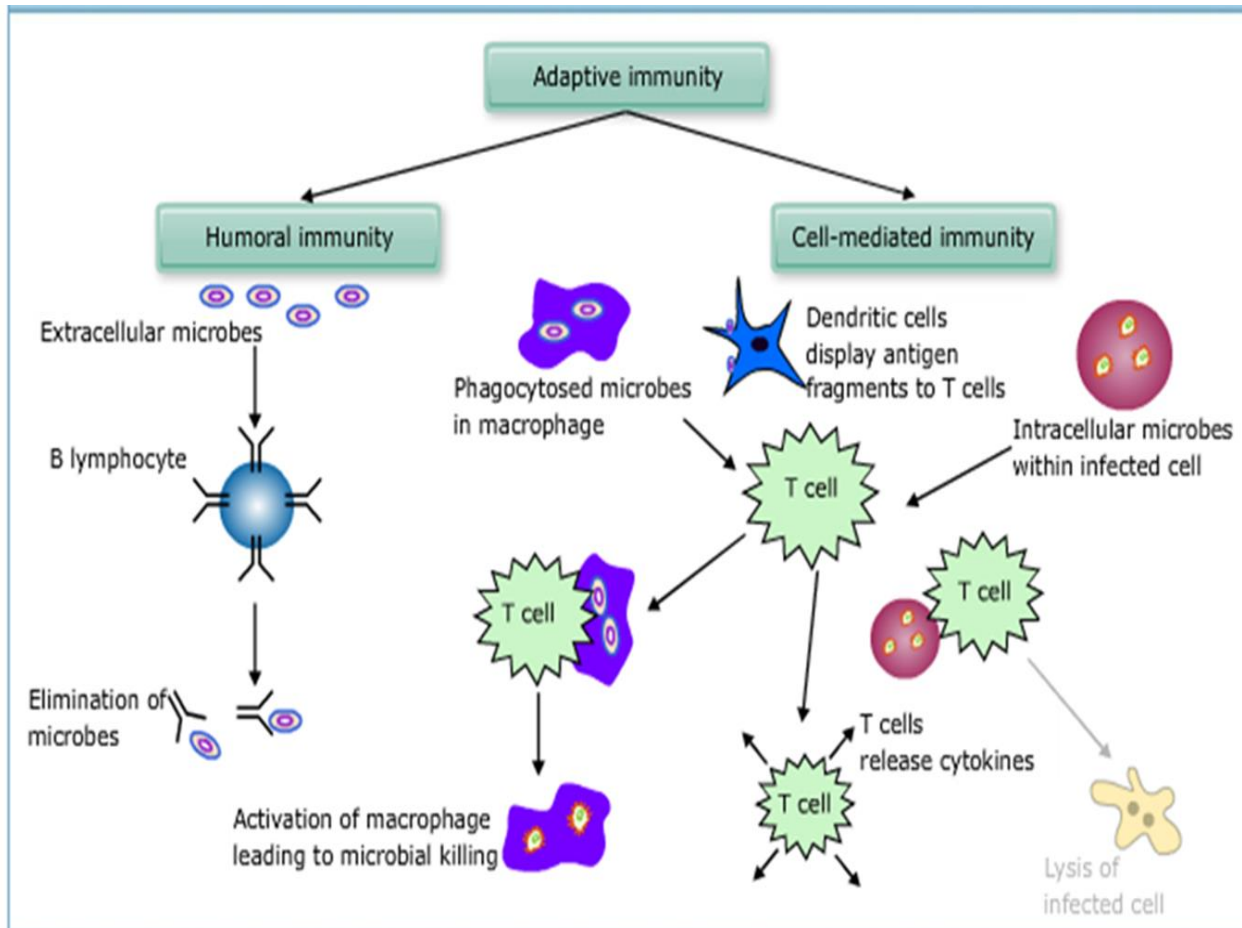 Adaptive immunity
Humoral immunity
Cell-mediated immunity
Extracellular microbes
B lymphocyte
Elimination of
microbes
Phagocytosed microbes
in macrophage
Dendritic cells
display antigen
fragments to T cells
Intracellular microbes
within infected cell
T cell
T cell
T cell
T cells
release cytokines
T cell
Activation of macrophage
leading to microbial killing
Lysis of
infected cell